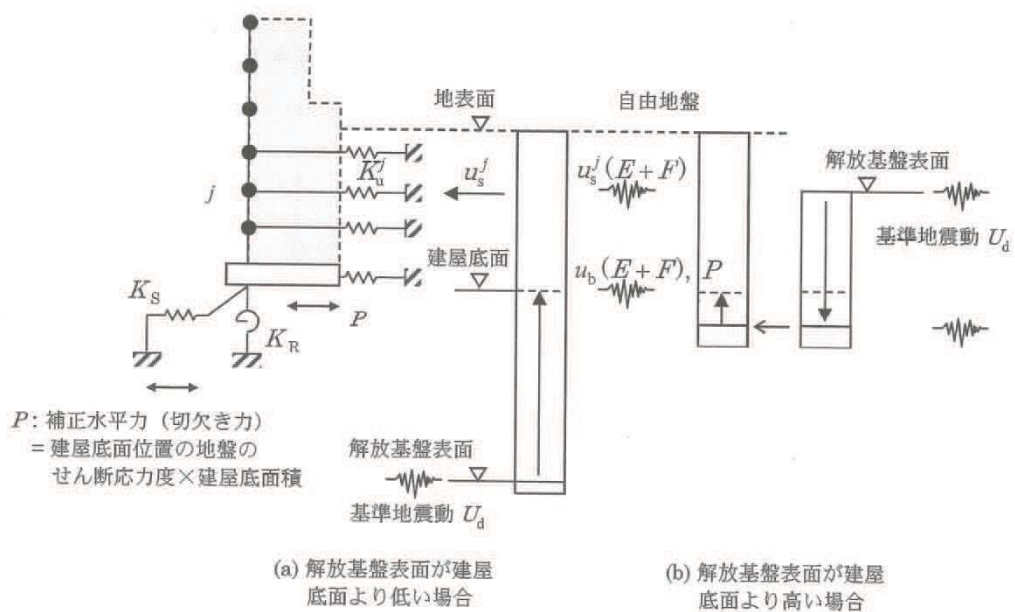 地表面
自由地盤
解放基盤表面
K_u^j
u_s^j
u_s^j (E+F)
j
基準地震動 U_d
建屋底面
u_b (E+F), P
K_S
P
K_R
P: 補正水平力（切欠き力）
= 建屋底面位置の地盤の
せん断応力度×建屋底面積
解放基盤表面
基準地震動 U_d
(a) 解放基盤表面が建屋
底面より低い場合
(b) 解放基盤表面が建屋
底面より高い場合